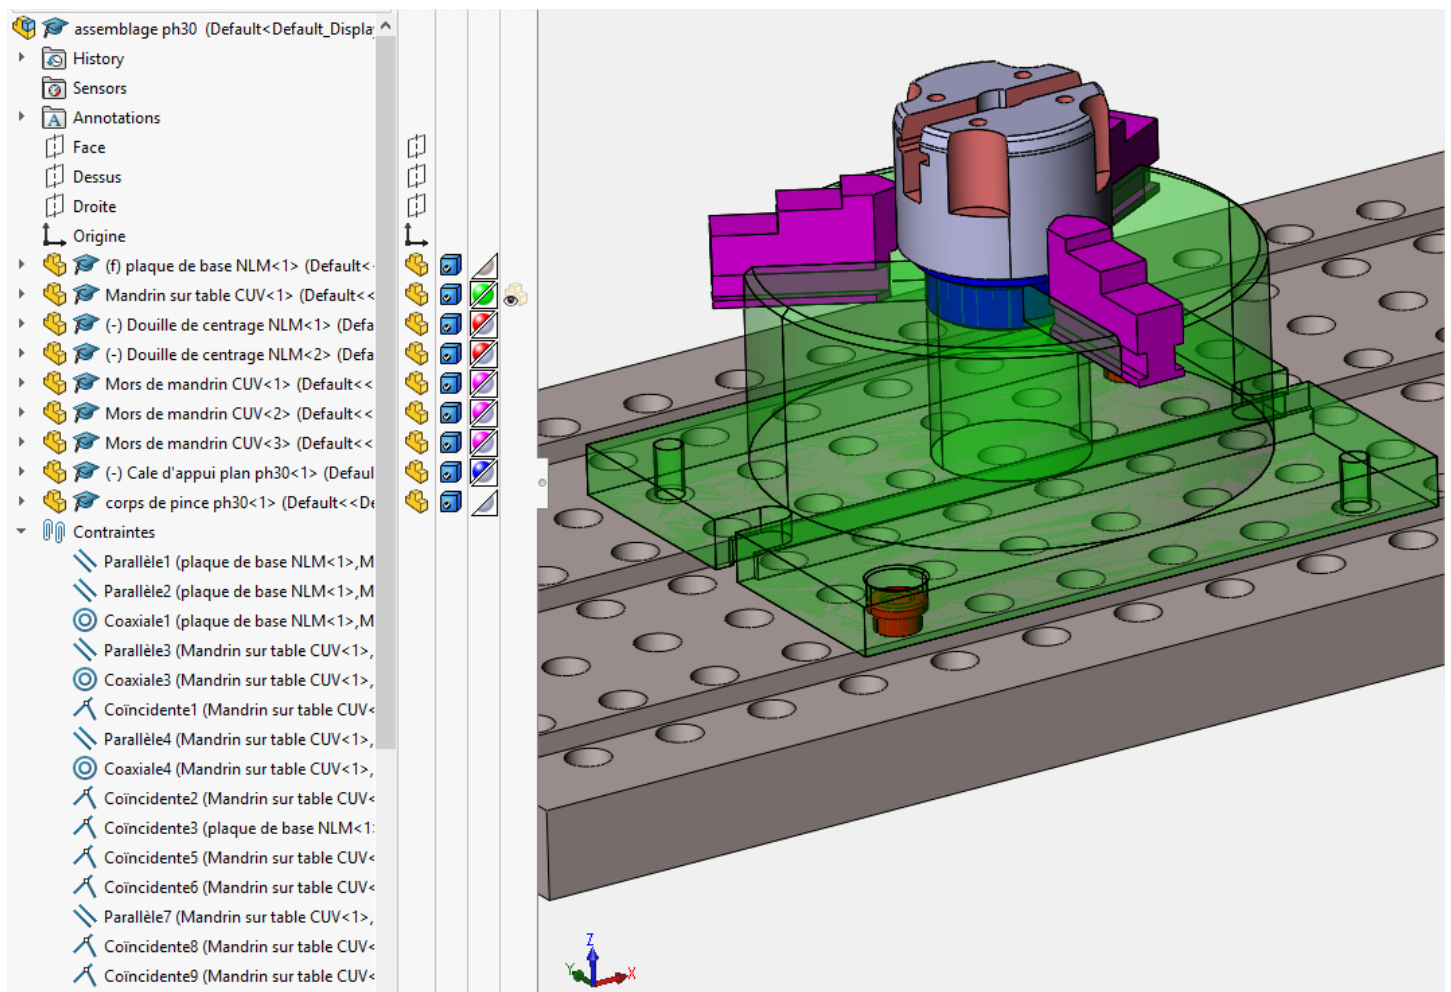 assemblage ph30 (Default<Default_Displa
History
Sensors
Annotations
Face
Dessus
Droite
Origine
(f) plaque de base NLM<1> (Default<
Mandrin sur table CUV<1> (Default<<
(-) Douille de centrage NLM<1> (Defa
(-) Douille de centrage NLM<2> (Defa
Mors de mandrin CUV<1> (Default<<
Mors de mandrin CUV<2> (Default<<
Mors de mandrin CUV<3> (Default<<
(-) Cale d'appui plan ph30<1> (Defaul
corps de pince ph30<1> (Default<<De
Contraintes
Parallèle1 (plaque de base NLM<1>,M
Parallèle2 (plaque de base NLM<1>,M
Coaxiale1 (plaque de base NLM<1>,M
Parallèle3 (Mandrin sur table CUV<1>,
Coaxiale3 (Mandrin sur table CUV<1>,
Coïncidente1 (Mandrin sur table CUV<
Parallèle4 (Mandrin sur table CUV<1>,
Coaxiale4 (Mandrin sur table CUV<1>,
Coïncidente2 (Mandrin sur table CUV<
Coïncidente3 (plaque de base NLM<1>
Coïncidente5 (Mandrin sur table CUV<
Coïncidente6 (Mandrin sur table CUV<
Parallèle7 (Mandrin sur table CUV<1>,
Coïncidente8 (Mandrin sur table CUV<
Coïncidente9 (Mandrin sur table CUV<
Z
Y
X